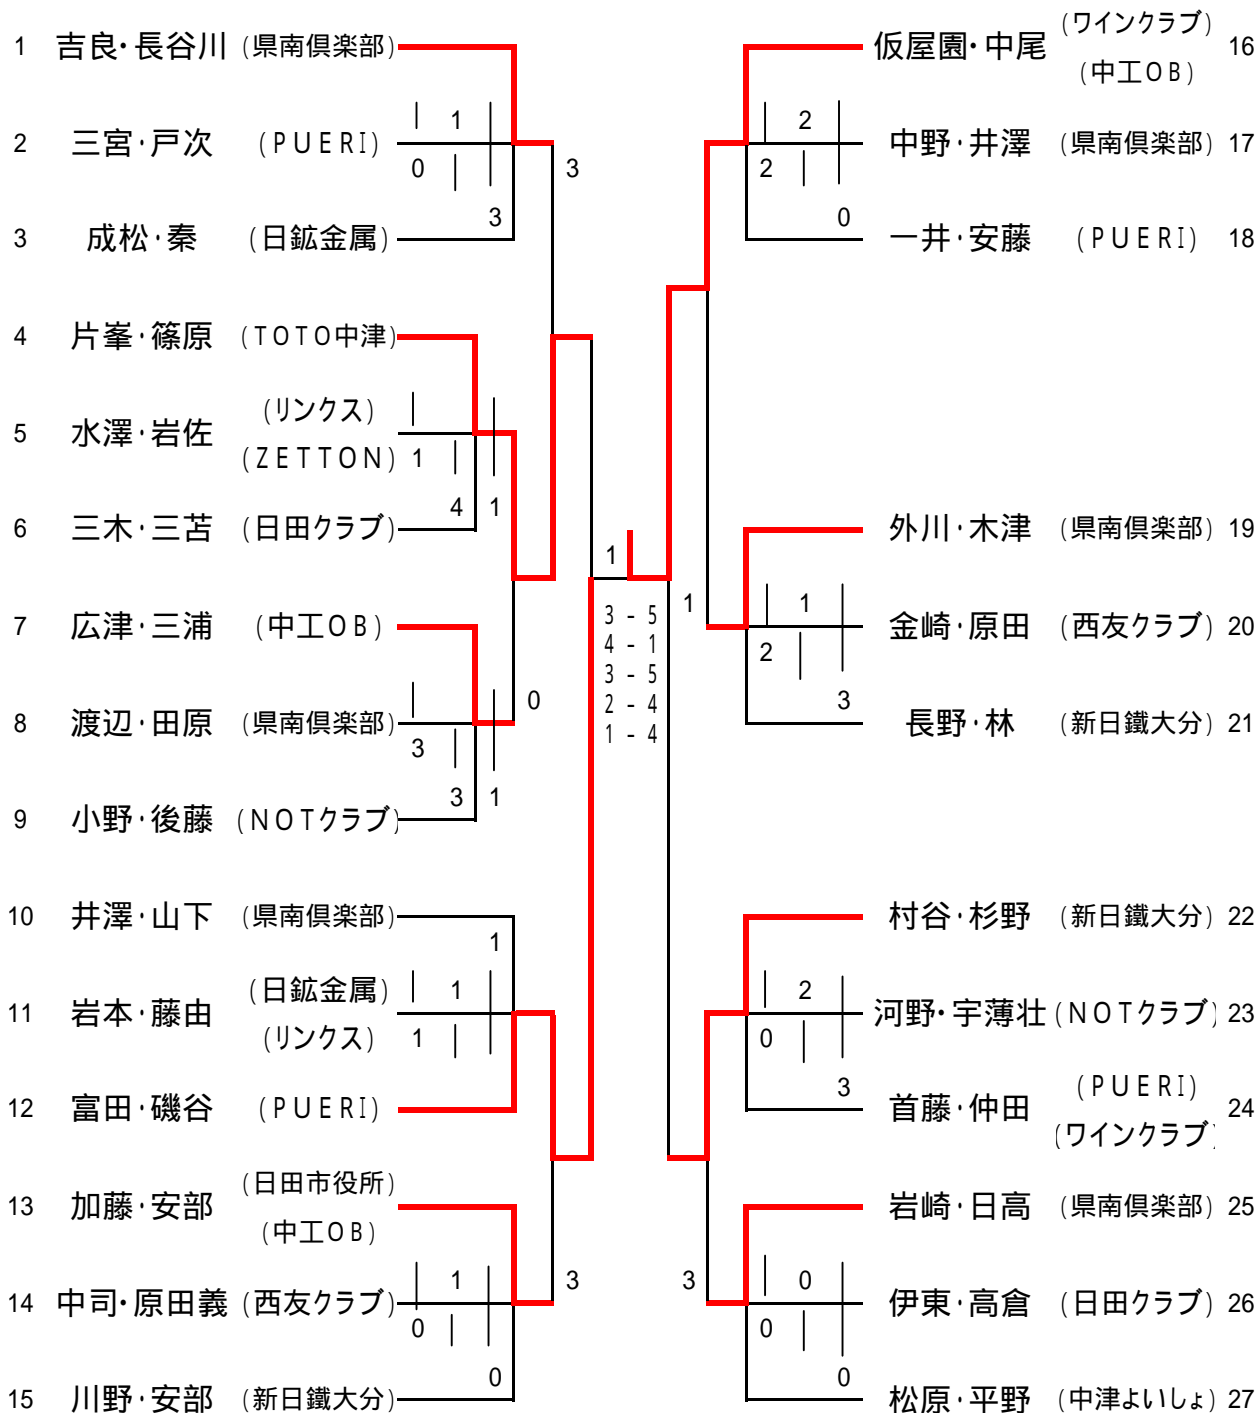 1 吉良・長谷川 (県南倶楽部)
1
2 三宮・戸次 (PUERI)
0
3
3
3 成松・秦 (日鉱金属)
4 片峯・篠原 (TOTO中津)
5 水澤・岩佐 (リンクス)
(ZETTON)
1
4 1
6 三木・三苫 (日田クラブ)
7 広津・三浦 (中工OB)
8 渡辺・田原 (県南倶楽部)
3
0
3 1
9 小野・後藤 (NOTクラブ)
10 井澤・山下 (県南倶楽部)
1
11 岩本・藤由 (日鉱金属)
(リンクス)
1
1
12 富田・磯谷 (PUERI)
13 加藤・安部 (日田市役所)
(中工OB)
1
3
14 中司・原田義 (西友クラブ)
0
0
15 川野・安部 (新日鐵大分)
1
3 - 5
4 - 1
3 - 5
2 - 4
1 - 4
仮屋園・中尾 (ワインクラブ) 16
(中工OB)
2
中野・井澤 (県南倶楽部) 17
2
0
一井・安藤 (PUERI) 18
外川・木津 (県南倶楽部) 19
1
1
金崎・原田 (西友クラブ) 20
2
3
長野・林 (新日鐵大分) 21
村谷・杉野 (新日鐵大分) 22
2
河野・宇薄壮 (NOTクラブ) 23
0
3
首藤・仲田 (PUERI) 24
(ワインクラブ)
岩崎・日高 (県南倶楽部) 25
3
0
伊東・高倉 (日田クラブ) 26
0
0
松原・平野 (中津よいしょ) 27